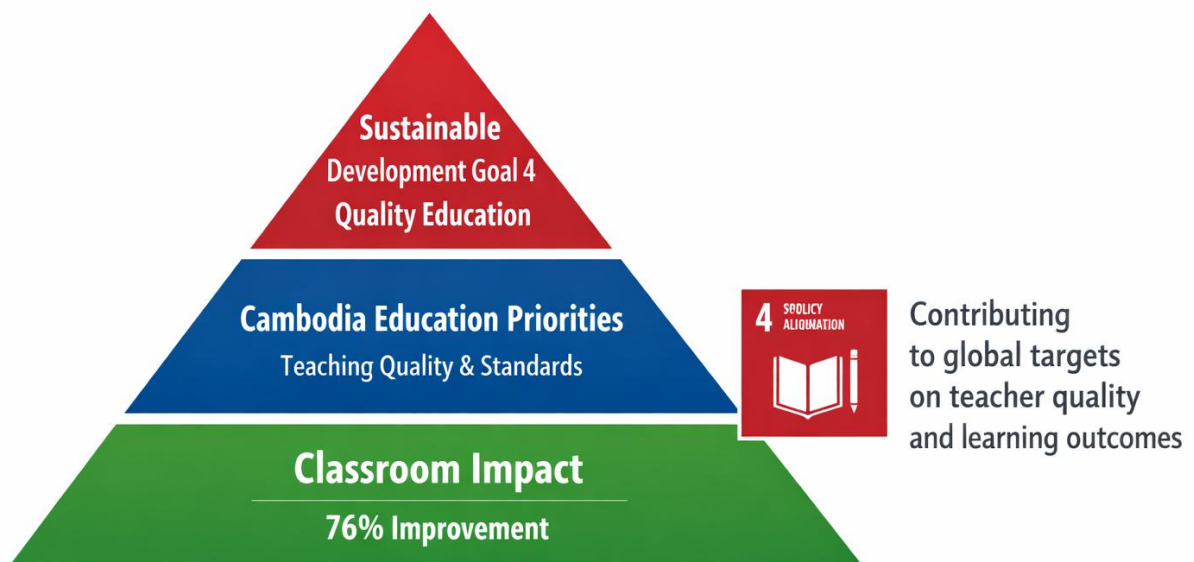 Sustainable
Development Goal 4
Quality Education
Cambodia Education Priorities
Teaching Quality & Standards
4
Contributing
to global targets
on teacher quality
and learning outcomes
Classroom Impact
76% Improvement